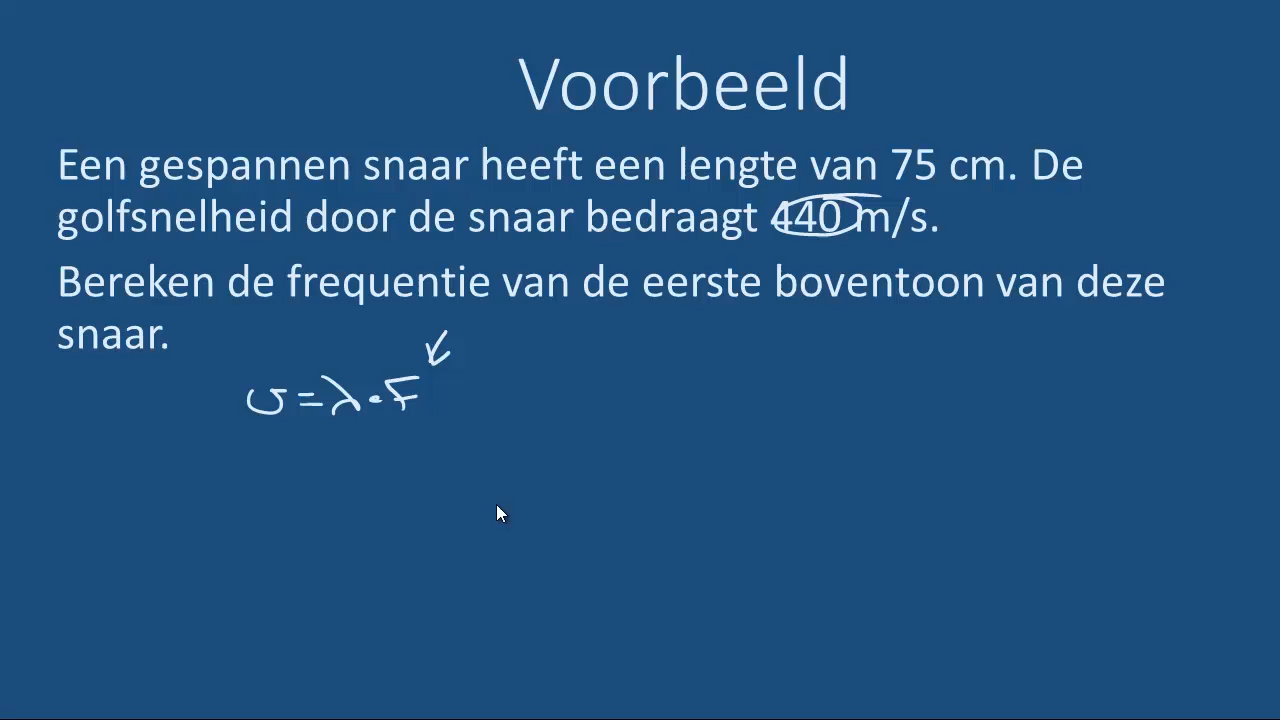 Voorbeeld
Een gespannen snaar heeft een lengte van 75 cm. De
golfsnelheid door de snaar bedraagt 440 m/s.
Bereken de frequentie van de eerste boventoon van deze
snaar.
v = λ · F